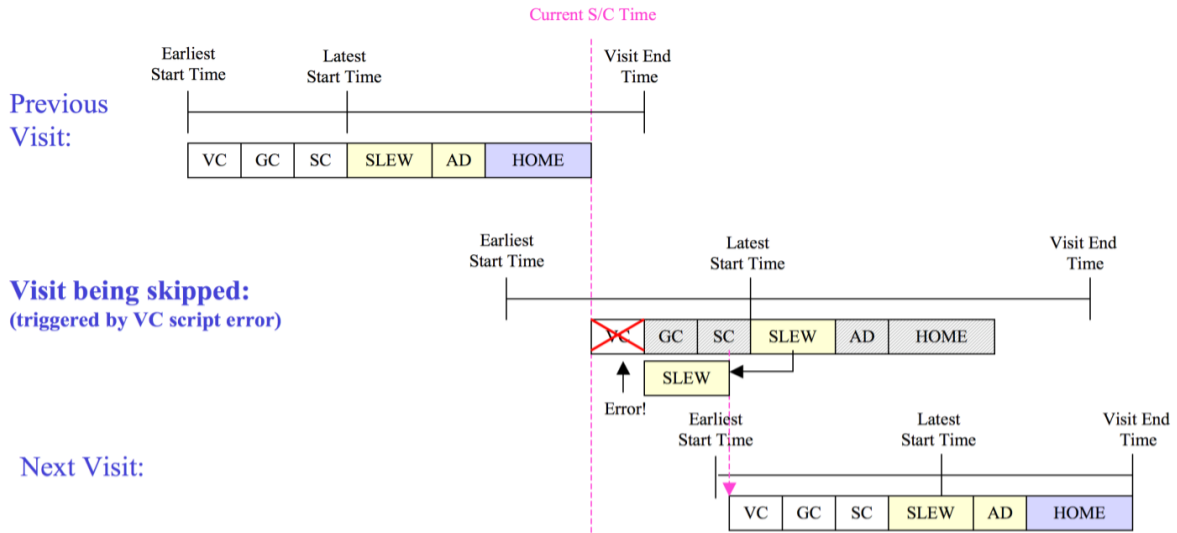 Current S/C Time
Earliest
Start Time
Latest
Start Time
Visit End
Time
Previous
Visit:
VC GC SC SLEW AD HOME
Earliest
Start Time
Latest
Start Time
Visit End
Time
Visit being skipped:
(triggered by VC script error)
VC GC SC SLEW AD HOME
SLEW
Error!
Earliest
Start Time
Latest
Start Time
Visit End
Time
Next Visit:
VC GC SC SLEW AD HOME